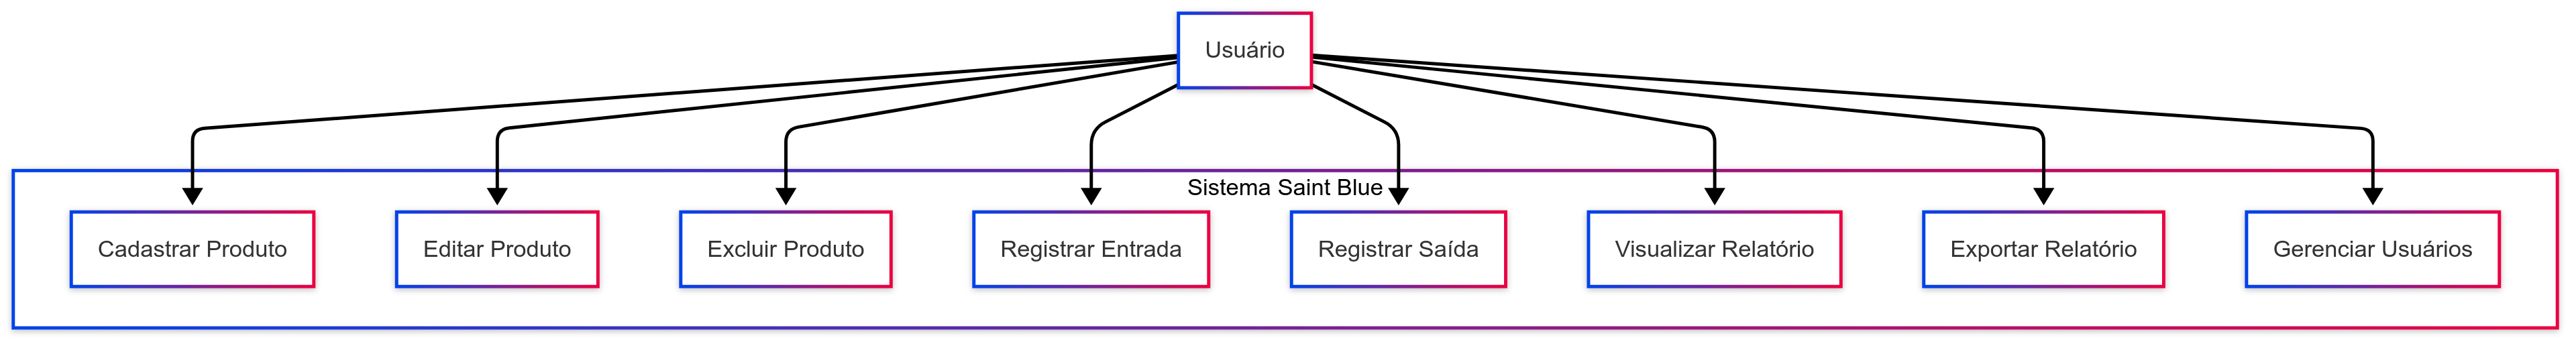 Usuário
Sistema Saint Blue
Cadastrar Produto
Editar Produto
Excluir Produto
Registrar Entrada
Registrar Saída
Visualizar Relatório
Exportar Relatório
Gerenciar Usuários